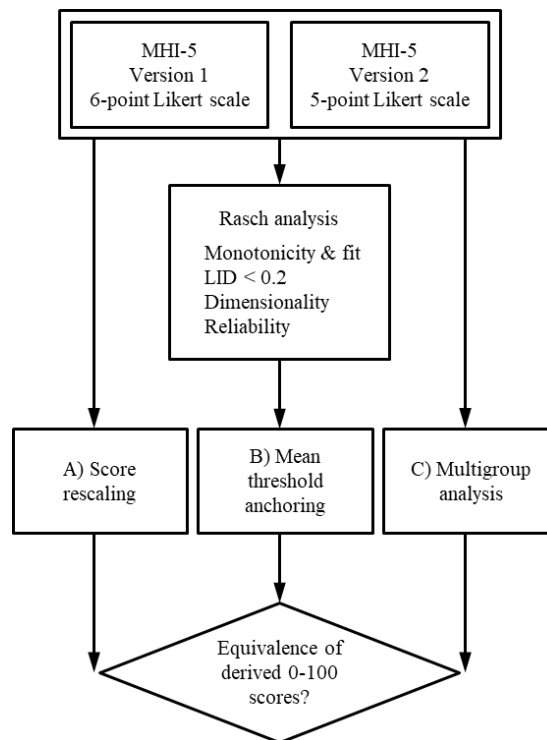 MHI-5
Version 1
6-point Likert scale
MHI-5
Version 2
5-point Likert scale
Rasch analysis
Monotonicity & fit
LID < 0.2
Dimensionality
Reliability
A) Score
rescaling
B) Mean
threshold
anchoring
C) Multigroup
analysis
Equivalence of
derived 0-100
scores?